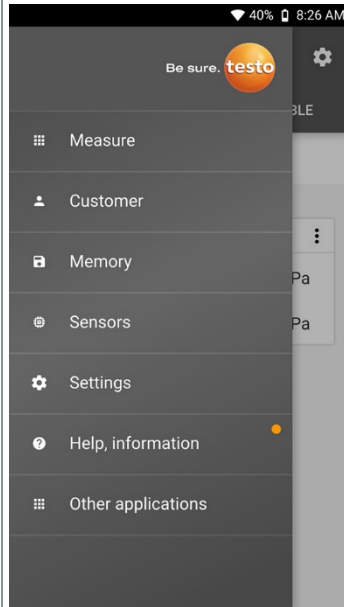 40% 8:26 AM
Be sure. testo
BLE
Measure
Customer
Memory
Pa
Sensors
Pa
Settings
Help, information
Other applications